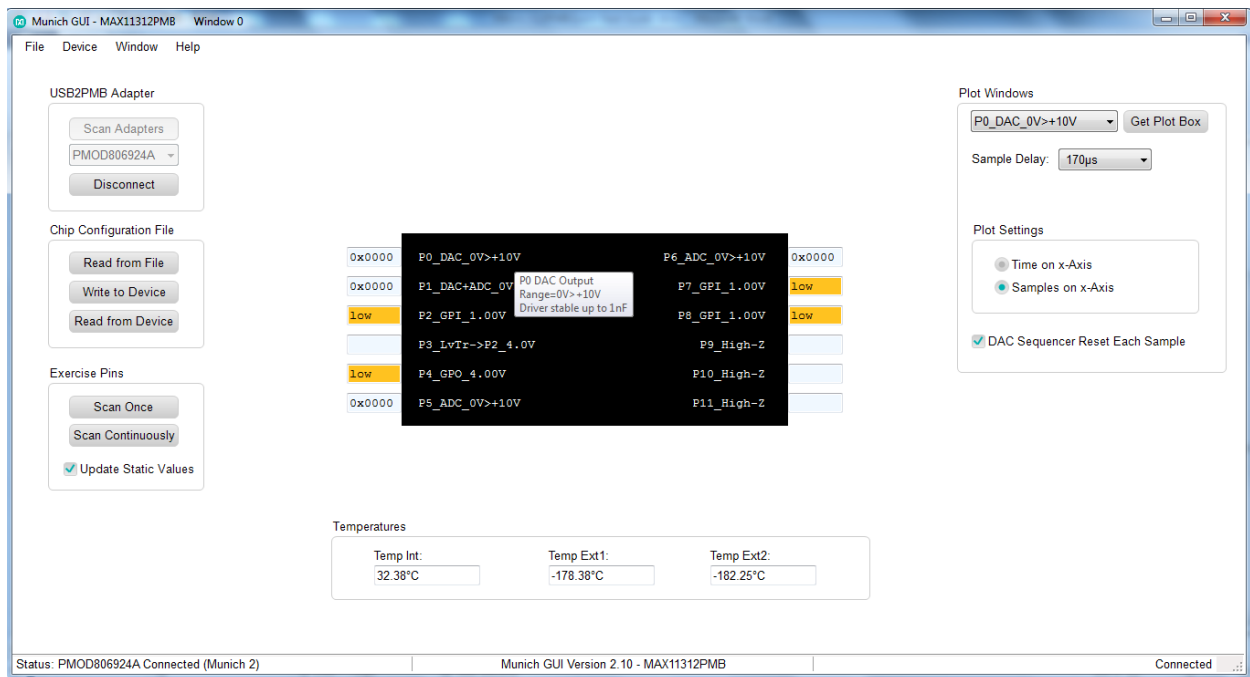 Munich GUI - MAX11312PMB Window 0
File Device Window Help
USB2PMB Adapter
Scan Adapters
PMOD806924A
Disconnect
Chip Configuration File
Read from File
Write to Device
Read from Device
Exercise Pins
Scan Once
Scan Continuously
Update Static Values
0x0000 P0_DAC_0V>+10V P6_ADC_0V>+10V 0x0000
0x0000 P1_DAC+ADC_0V P7_GPI_1.00V low
low P2_GPI_1.00V P8_GPI_1.00V low
P3_LvTr->P2_4.0V P9_High-Z
low P4_GPO_4.00V P10_High-Z
0x0000 P5_ADC_0V>+10V P11_High-Z
P0 DAC Output
Range=0V>+10V
Driver stable up to 1nF
Temperatures
Temp Int: Temp Ext1: Temp Ext2:
32.38°C -178.38°C -182.25°C
Plot Windows
P0_DAC_0V>+10V Get Plot Box
Sample Delay: 170µs
Plot Settings
Time on x-Axis
Samples on x-Axis
DAC Sequencer Reset Each Sample
Status: PMOD806924A Connected (Munich 2) Munich GUI Version 2.10 - MAX11312PMB Connected